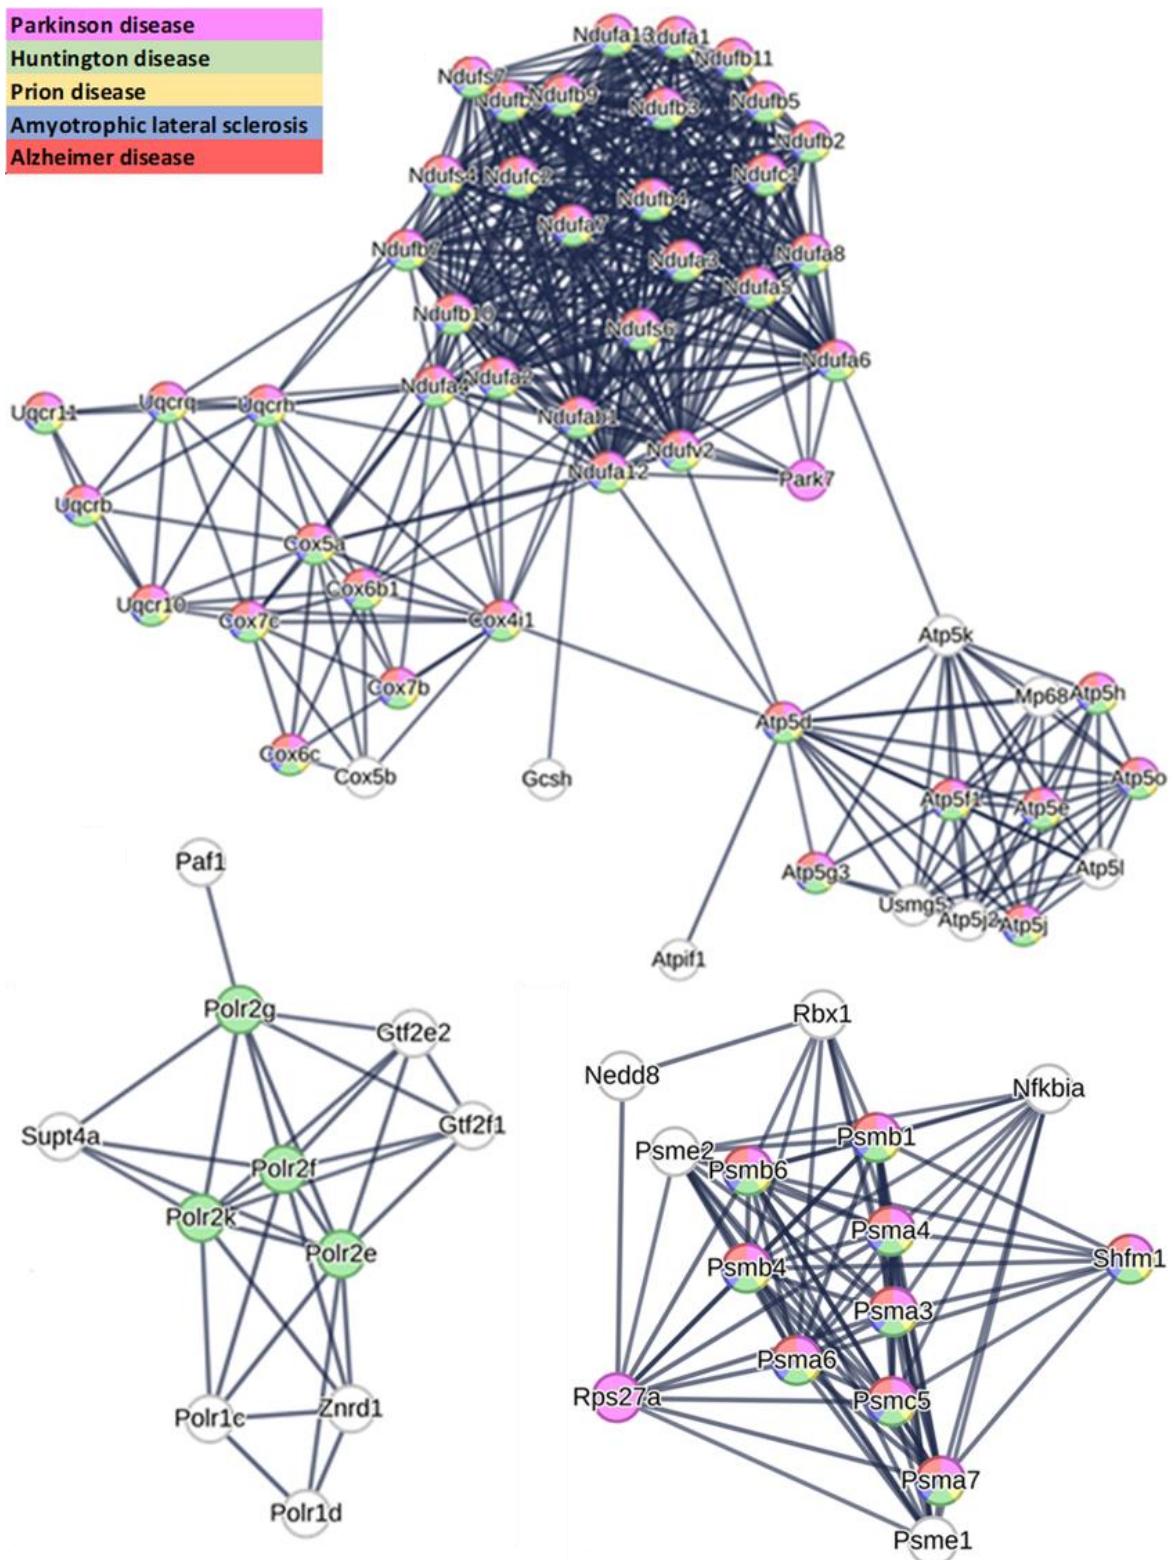 Parkinson disease
Huntington disease
Prion disease
Amyotrophic lateral sclerosis
Alzheimer disease
Ndufa13
Ndufa1
Ndufb11
Ndufs7
Ndufb9
Ndufb3
Ndufb5
Ndufb2
Ndufs4
Ndufc2
Ndufc1
Ndufb4
Ndufa7
Ndufb7
Ndufa3
Ndufa8
Ndufa5
Ndufb10
Ndufs6
Ndufa6
Ndufa4
Ndufa2
Uqcr11
Uqcrq
Uqcrh
Ndufab1
Ndufv2
Ndufa12
Park7
Uqcrb
Cox5a
Cox6b1
Uqcr10
Cox7c
Cox4i1
Atp5k
Cox7b
Mp68
Atp5h
Atp5d
Cox6c
Cox5b
Gcsh
Atp5o
Atp5f1
Atp5e
Paf1
Atp5g3
Atp5l
Usmg5
Atp5j2
Atp5j
Atpif1
Polr2g
Gtf2e2
Supt4a
Gtf2f1
Polr2f
Polr2k
Polr2e
Polr1c
Znrd1
Polr1d
Rbx1
Nedd8
Nfkbia
Psmb1
Psme2
Psmb6
Psma4
Shfm1
Psmb4
Psma3
Psma6
Rps27a
Psmc5
Psma7
Psme1